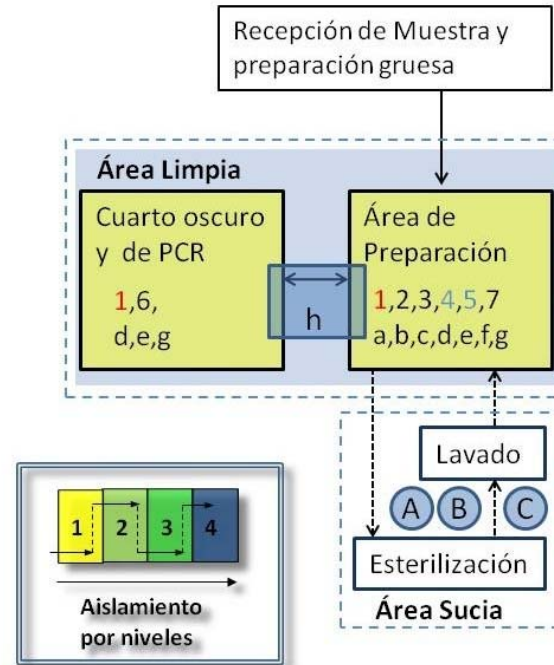 Recepción de Muestra y
preparación gruesa
Área Limpia
Cuarto oscuro
y de PCR
1,6,
d,e,g
h
Área de
Preparación
1,2,3,4,5,7
a,b,c,d,e,f,g
Lavado
A B C
Esterilización
Área Sucia
1 2 3 4
Aislamiento
por niveles